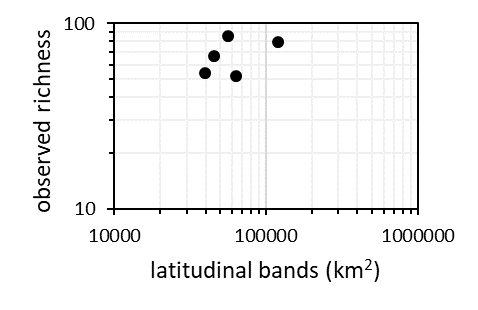 observed richness
100
10
10000 100000 1000000
latitudinal bands (km²)